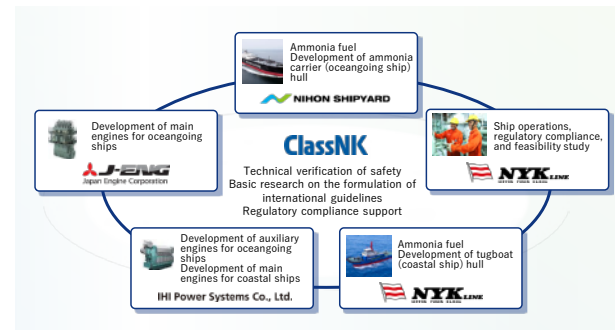 Ammonia fuel
Development of ammonia
carrier (oceangoing ship)
hull
NIHON SHIPYARD
Development of main
engines for oceangoing
ships
J-ENG
Japan Engine Corporation
ClassNK
Technical verification of safety
Basic research on the formulation of
international guidelines
Regulatory compliance support
Ship operations,
regulatory compliance,
and feasibility study
NYK LINE
Development of auxiliary
engines for oceangoing
ships
Development of main
engines for coastal ships
IHI Power Systems Co., Ltd.
Ammonia fuel
Development of tugboat
(coastal ship) hull
NYK LINE